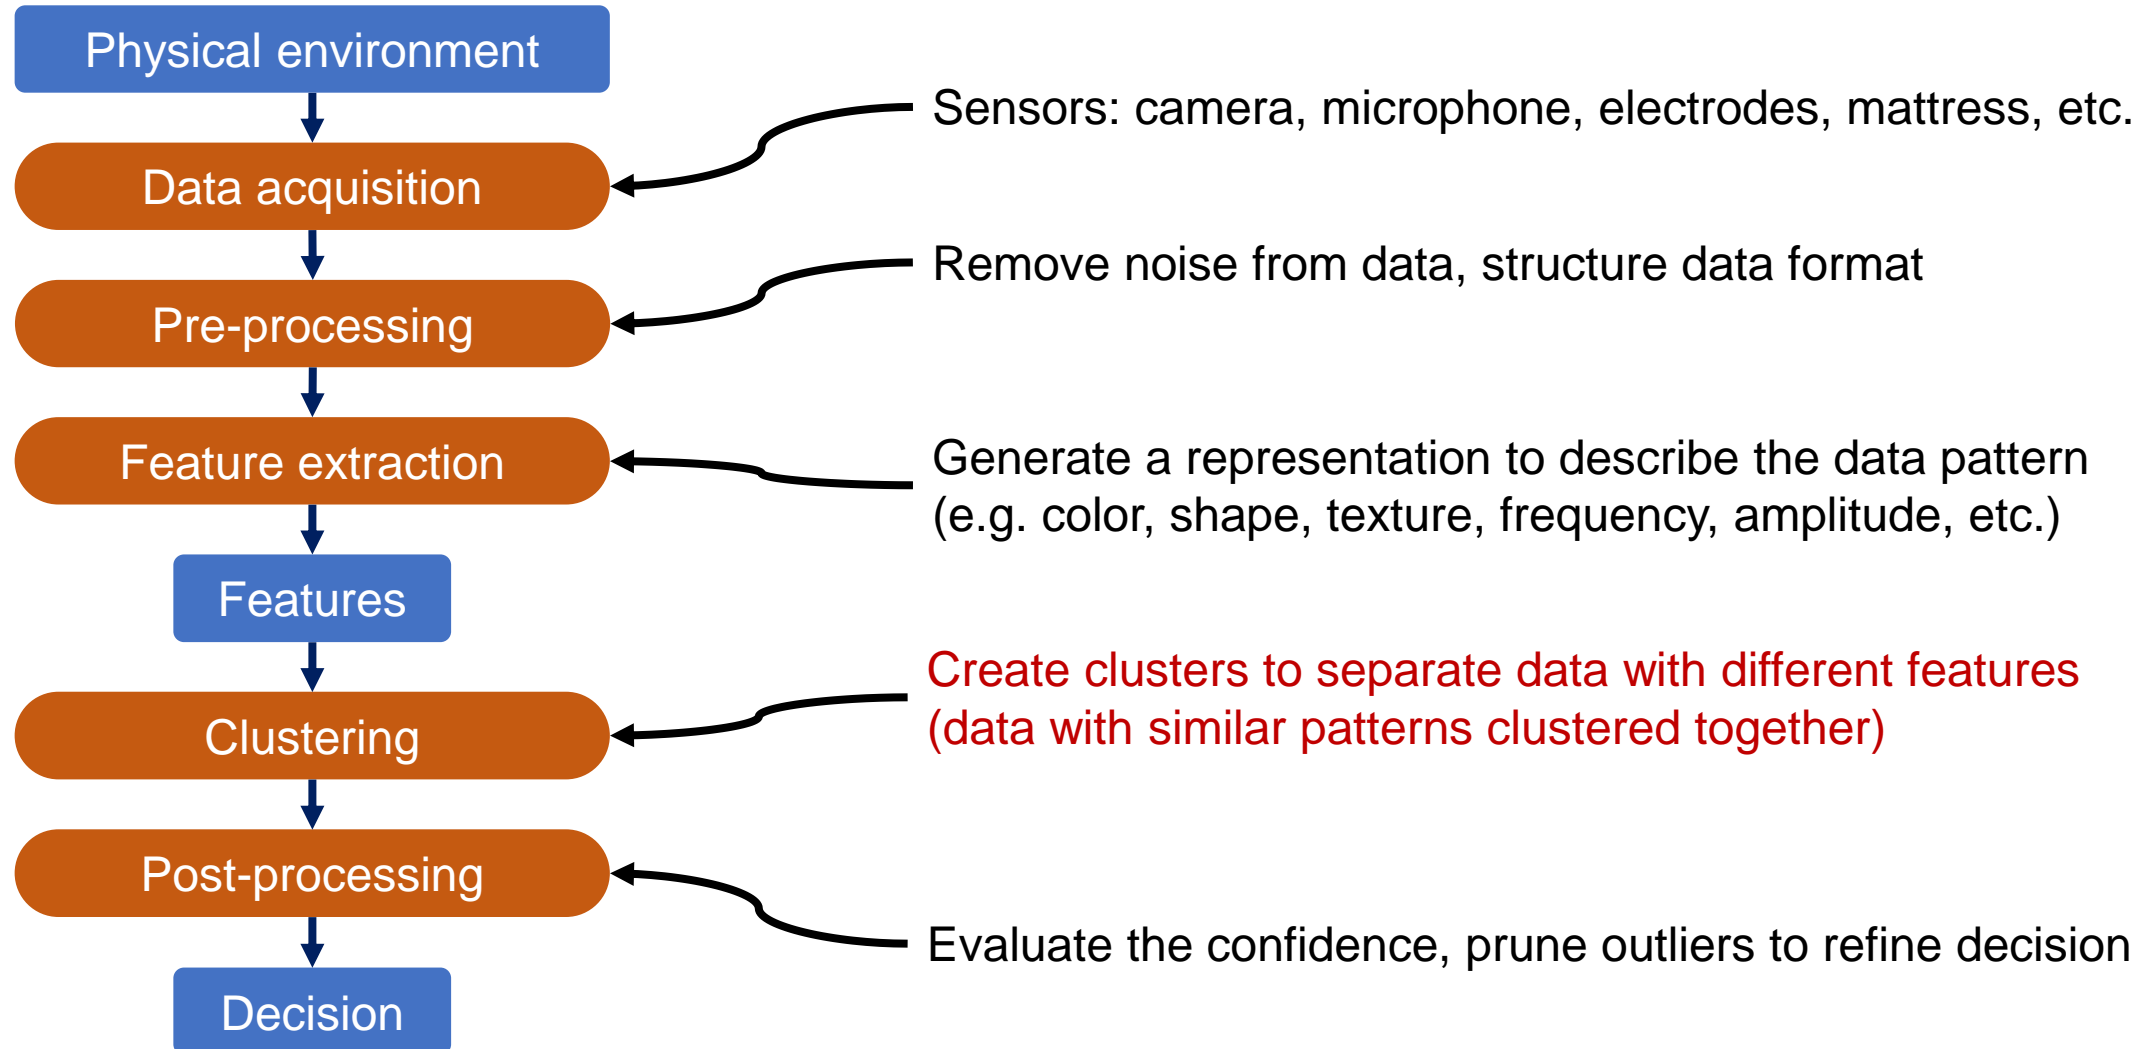 Physical environment
Sensors: camera, microphone, electrodes, mattress, etc.
Data acquisition
Remove noise from data, structure data format
Pre-processing
Generate a representation to describe the data pattern
(e.g. color, shape, texture, frequency, amplitude, etc.)
Feature extraction
Features
Create clusters to separate data with different features
(data with similar patterns clustered together)
Clustering
Post-processing
Evaluate the confidence, prune outliers to refine decision
Decision